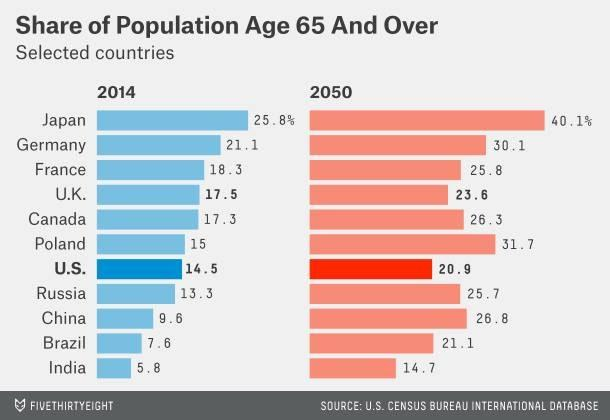 Share of Population Age 65 And Over
Selected countries
2014 2050
Japan 25.8% 40.1%
Germany 21.1 30.1
France 18.3 25.8
U.K. 17.5 23.6
Canada 17.3 26.3
Poland 15 31.7
U.S. 14.5 20.9
Russia 13.3 25.7
China 9.6 26.8
Brazil 7.6 21.1
India 5.8 14.7
FIVETHIRTYEIGHT SOURCE: U.S. CENSUS BUREAU INTERNATIONAL DATABASE